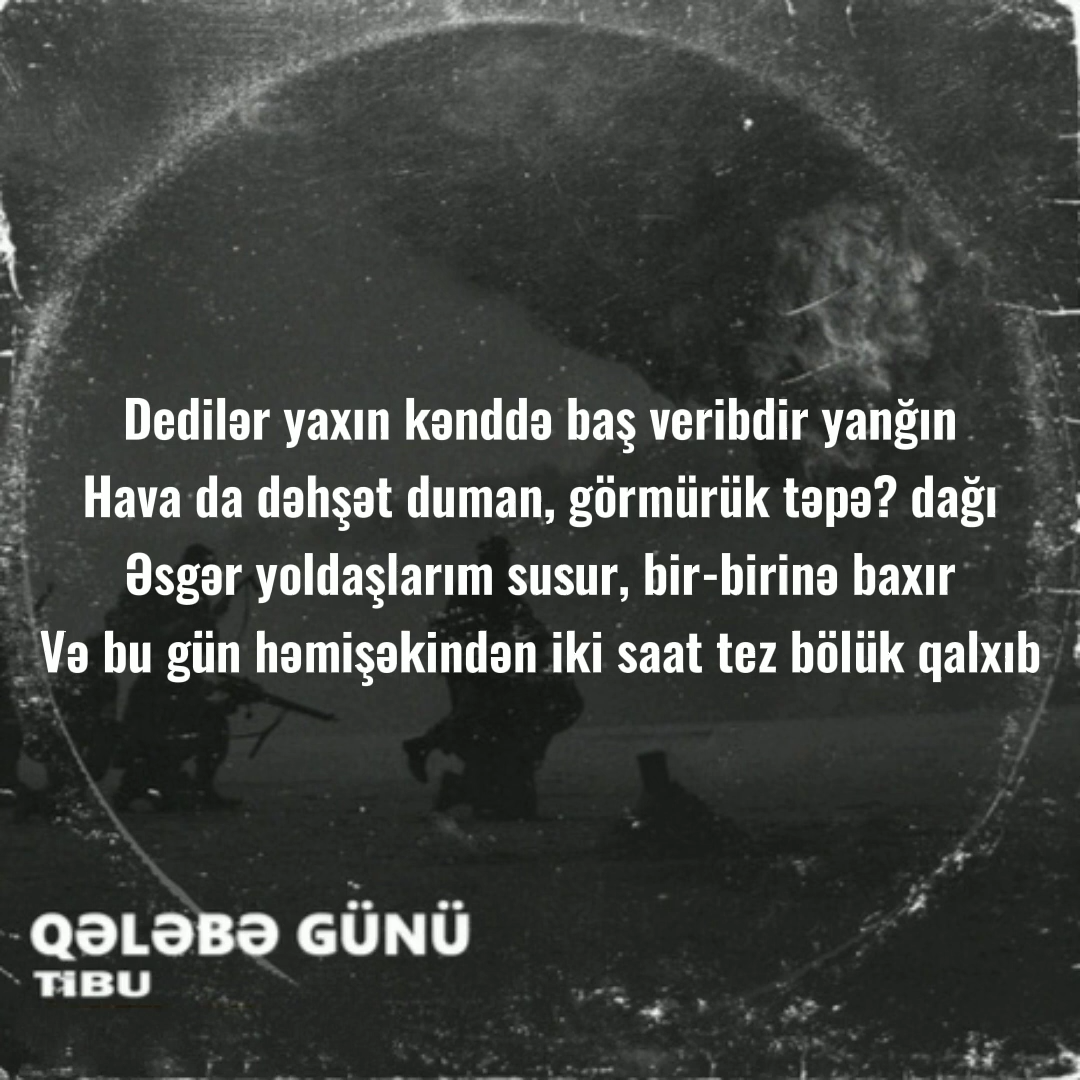 Dedilər yaxın kənddə baş veribdir yanğın
Hava da dəhşət duman, görmürük təpə? dağı
Əsgər yoldaşlarım susur, bir-birinə baxır
Və bu gün həmişəkindən iki saat tez bölük qalxıb
QƏLƏBƏ GÜNÜ
TiBU